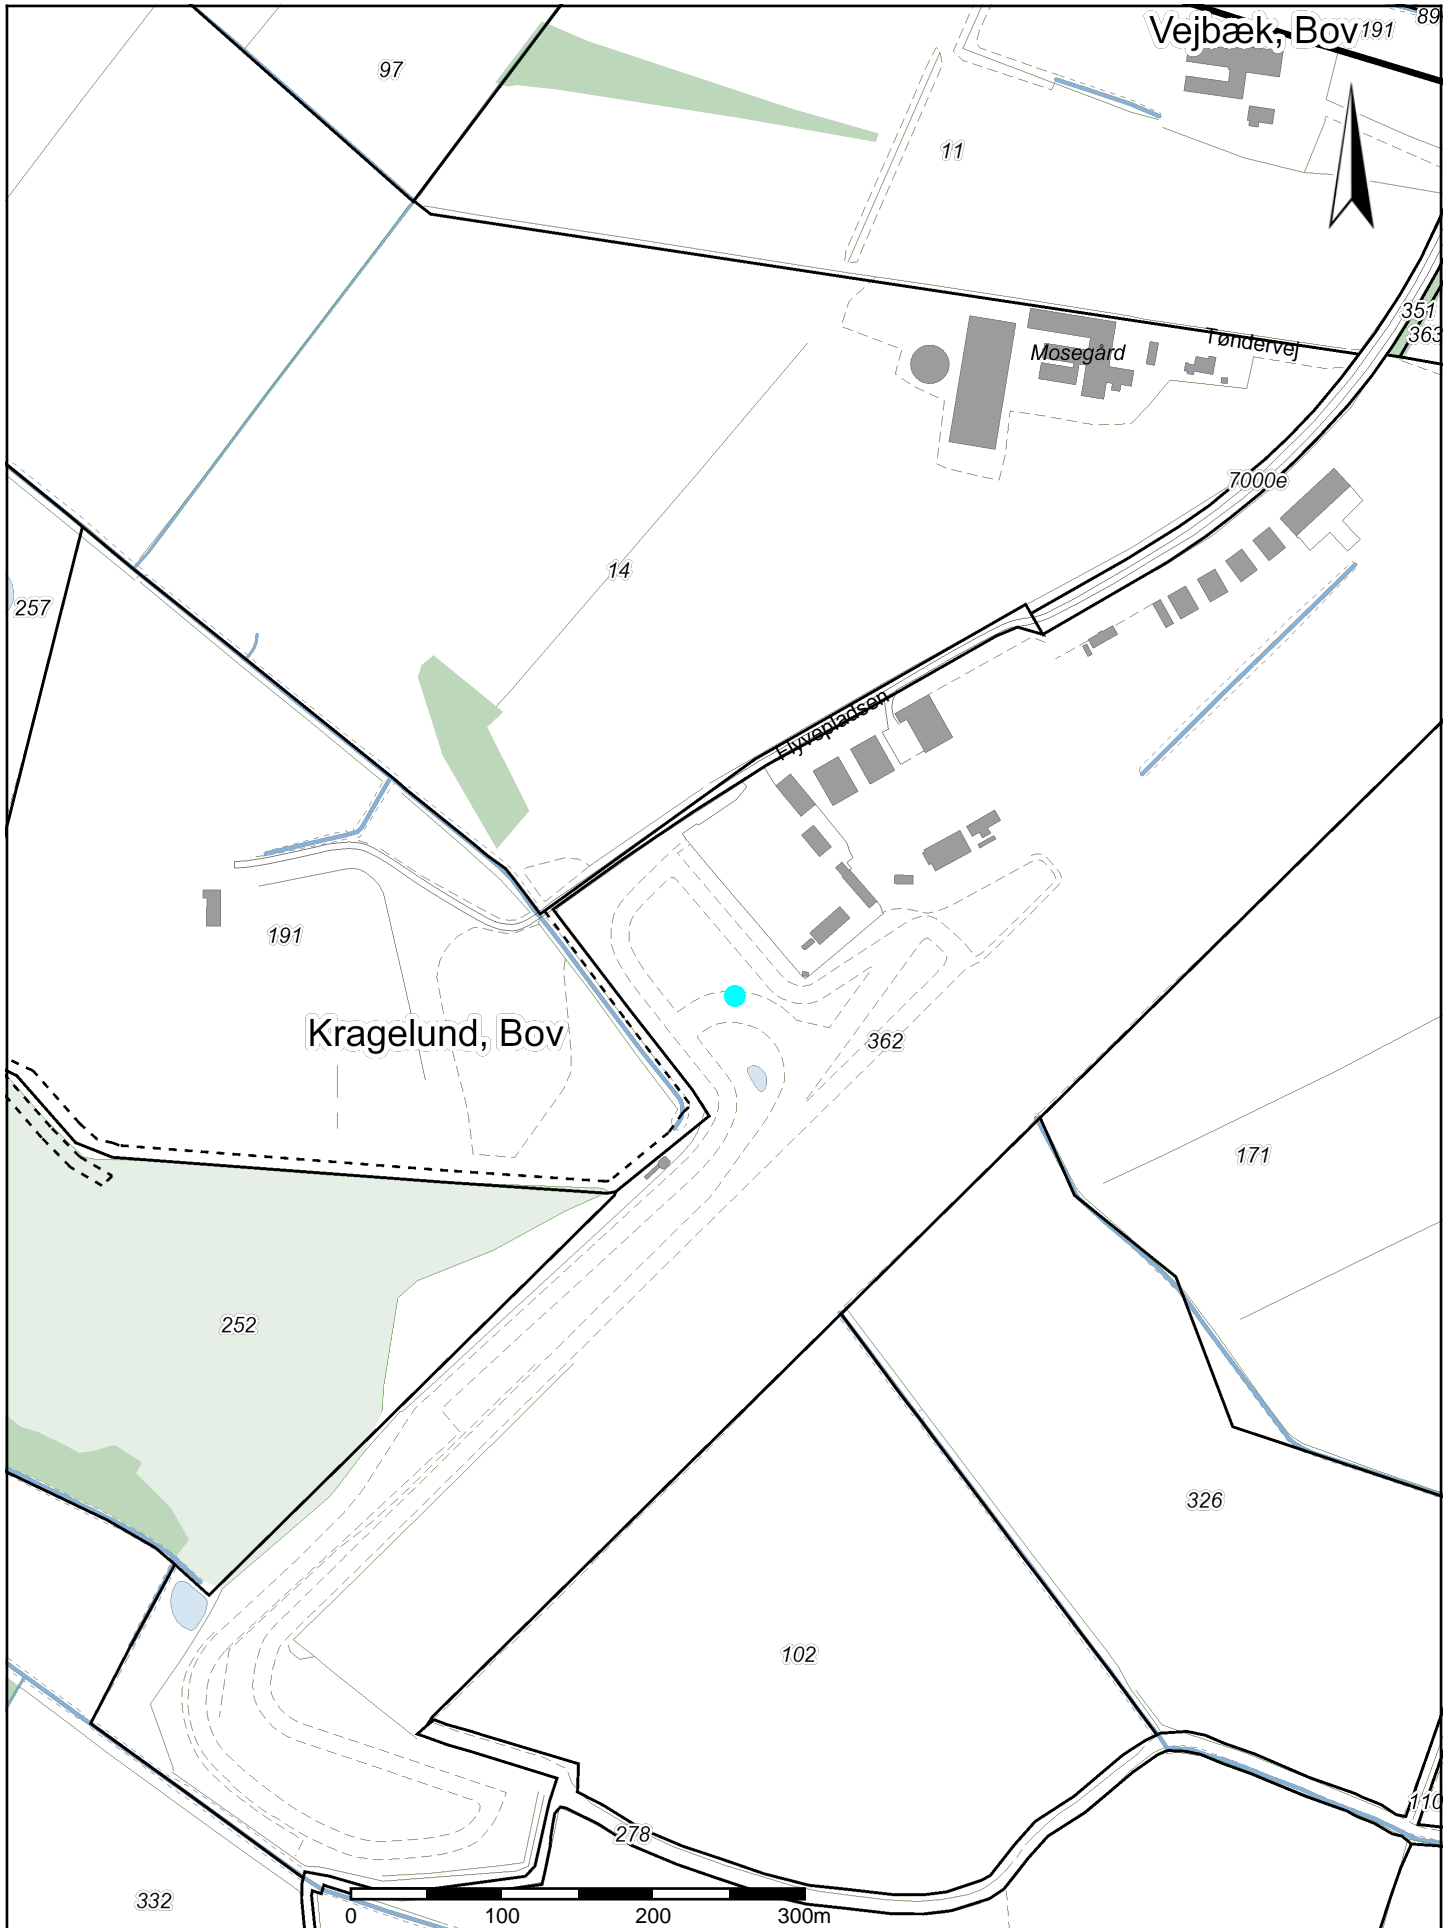 Vejbæk, Bov
191
89
97
11
351
363
Tøndervej
Mosegård
7000e
14
257
Flyvepladsen
191
Kragelund, Bov
362
171
252
326
102
110
278
332
0 100 200 300m